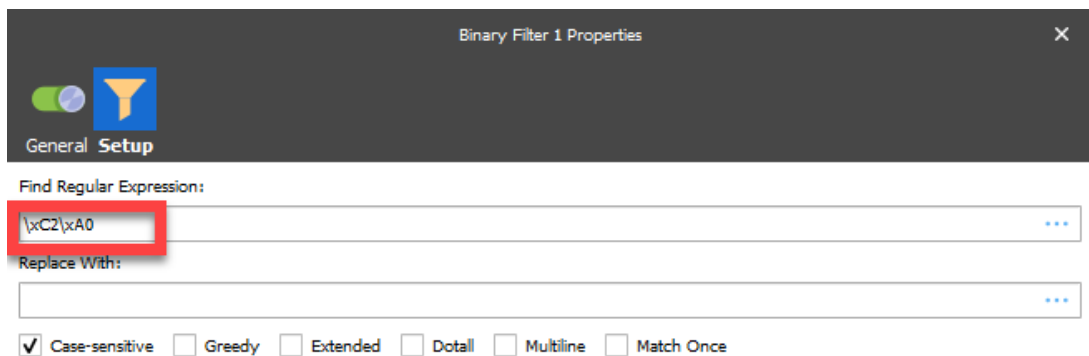 Binary Filter 1 Properties
General Setup
Find Regular Expression:
\xC2\xA0
Replace With:
Case-sensitive Greedy Extended Dotall Multiline Match Once